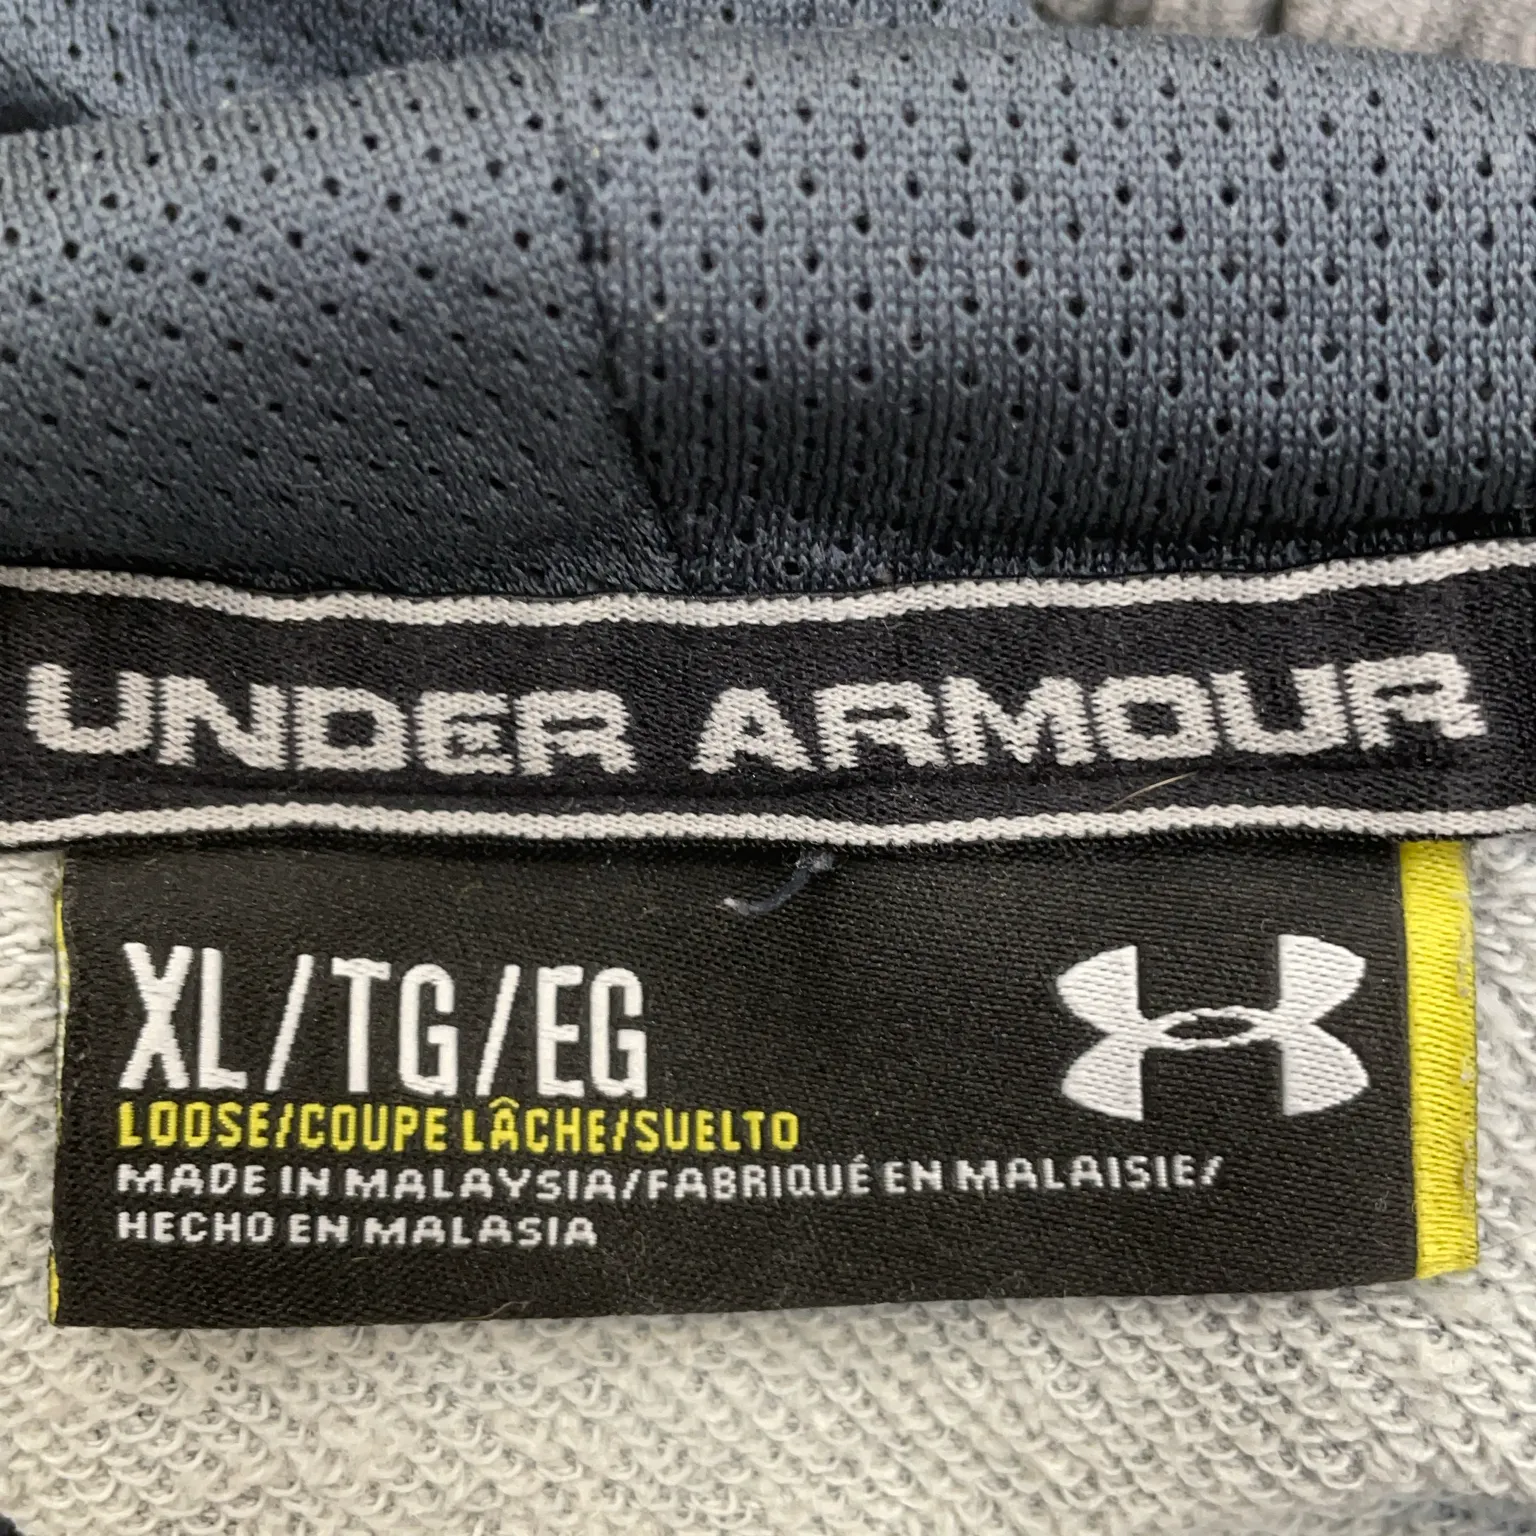 UNDER ARMOUR
XL/TG/EG
LOOSE/COUPE LÂCHE/SUELTO
MADE IN MALAYSIA/FABRIQUÉ EN MALAISIE/
HECHO EN MALASIA